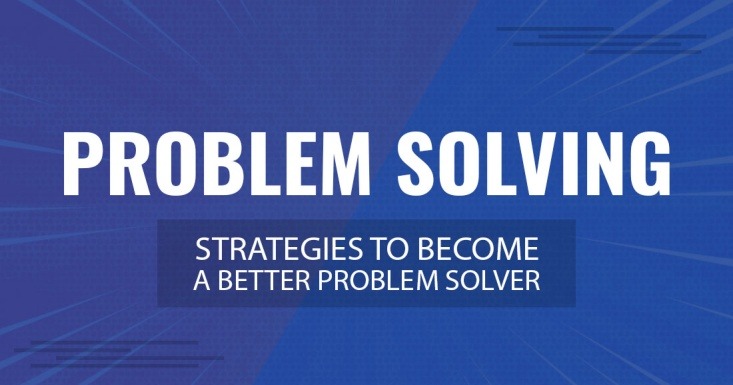 PROBLEM SOLVING
STRATEGIES TO BECOME
A BETTER PROBLEM SOLVER